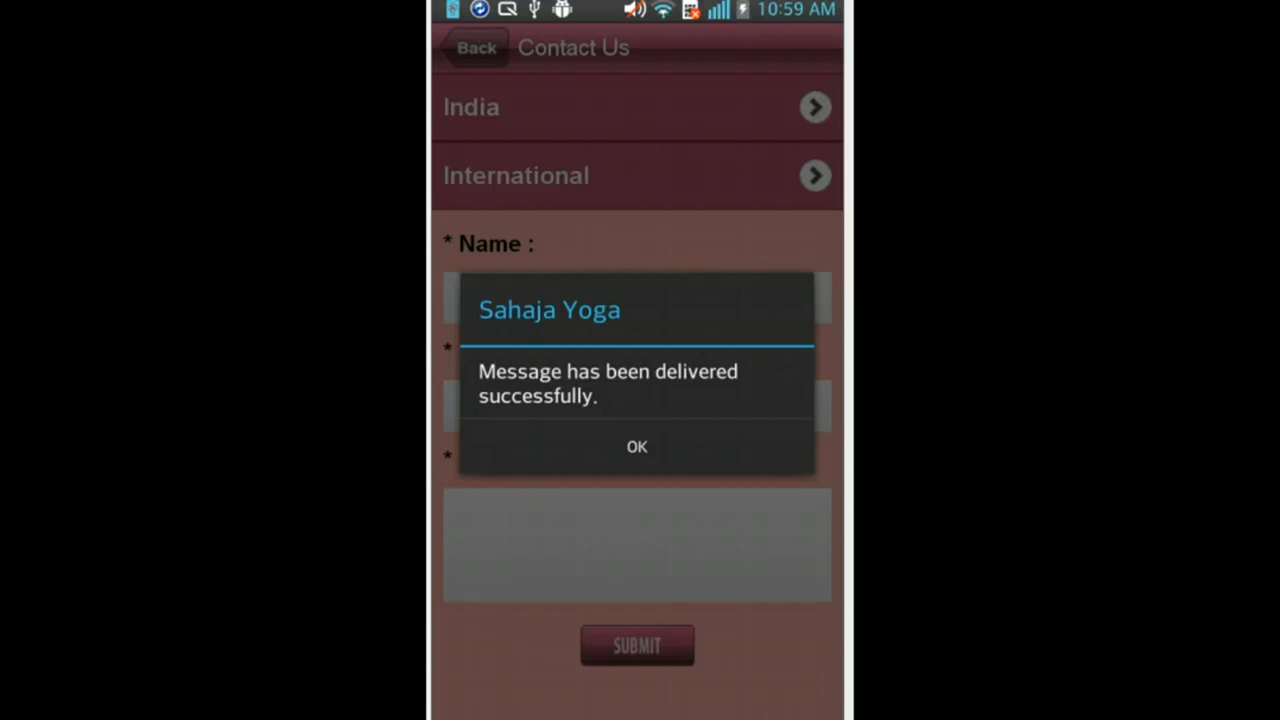 10:59 AM
Back Contact Us
India
International
* Name :
Sahaja Yoga
*
Message has been delivered
successfully.
OK
*
SUBMIT